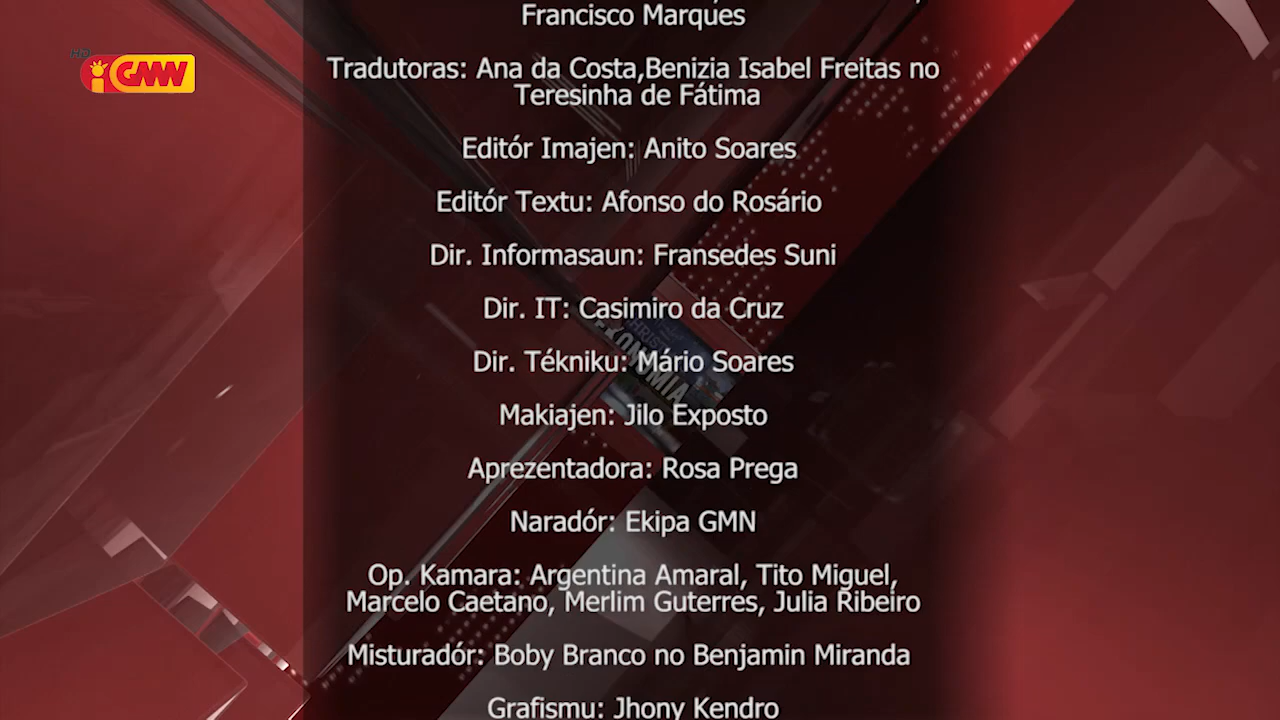 HD
GMN
Francisco Marques
Tradutoras: Ana da Costa,Benizia Isabel Freitas no
Teresinha de Fátima
Editór Imajen: Anito Soares
Editór Textu: Afonso do Rosário
Dir. Informasaun: Fransedes Suni
Dir. IT: Casimiro da Cruz
EKONOMIA
Dir. Tékniku: Mário Soares
Makiajen: Jilo Exposto
Aprezentadora: Rosa Prega
Naradór: Ekipa GMN
Op. Kamara: Argentina Amaral, Tito Miguel,
Marcelo Caetano, Merlim Guterres, Julia Ribeiro
Misturadór: Boby Branco no Benjamin Miranda
Grafismu: Jhony Kendro